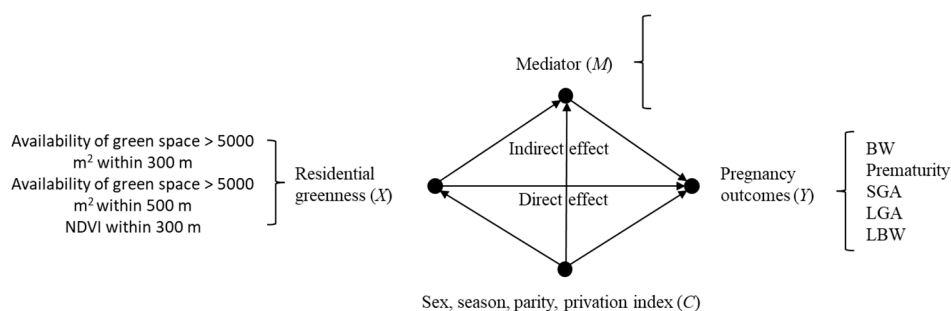 Mediator (M)
Availability of green space > 5000
m² within 300 m
Availability of green space > 5000
m² within 500 m
NDVI within 300 m
Residential
greenness (X)
Indirect effect
Direct effect
Pregnancy
outcomes (Y)
BW
Prematurity
SGA
LGA
LBW
Sex, season, parity, privation index (C)